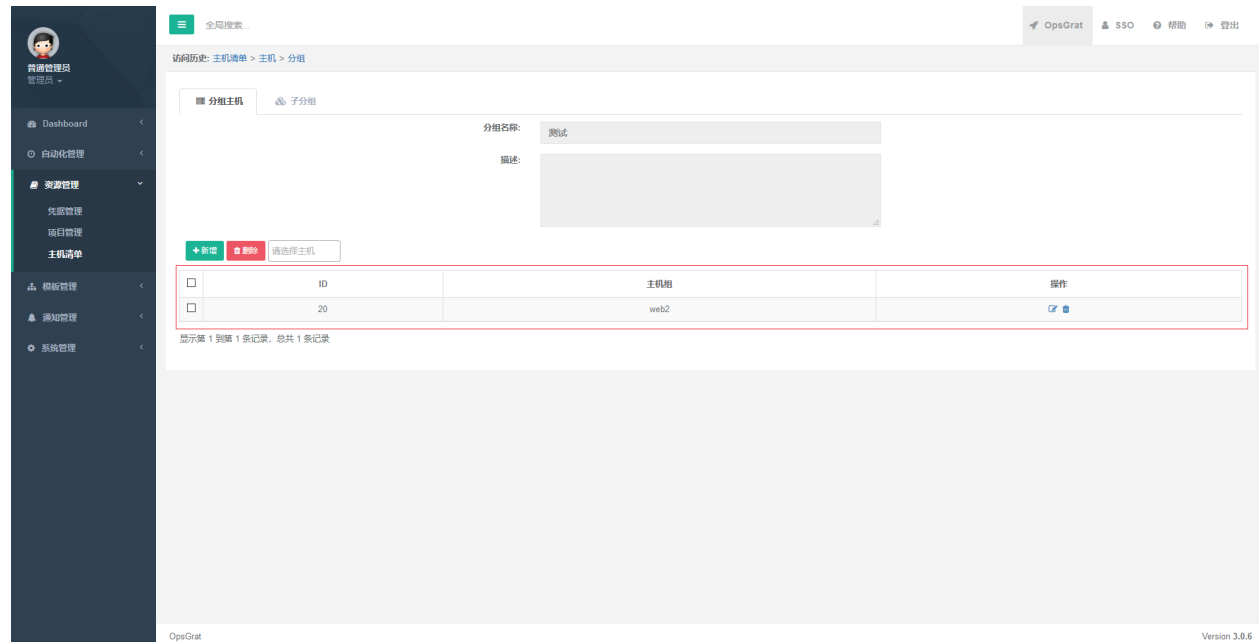 全局搜索...
OpsGrat
SSO
帮助
登出
普通管理员
管理员
访问历史: 主机清单 > 主机 > 分组
Dashboard
自动化管理
资源管理
凭据管理
项目管理
主机清单
模板管理
通知管理
系统管理
分组主机
子分组
分组名称:
测试
描述:
新增
删除
请选择主机
ID
主机组
操作
20
web2
显示第 1 到第 1 条记录，总共 1 条记录
OpsGrat
Version 3.0.6